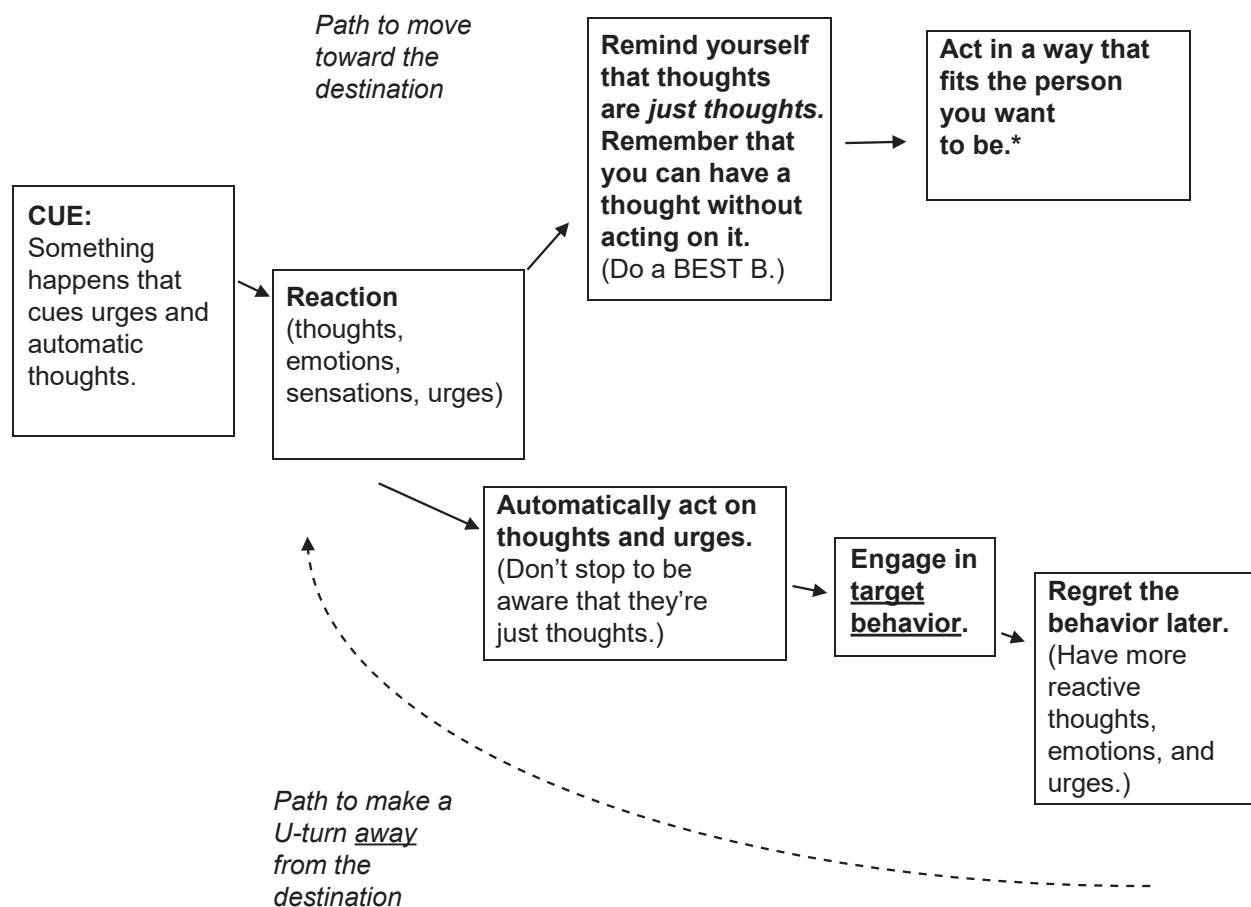 Path to move
toward the
destination
Remind yourself
that thoughts
are just thoughts.
Remember that
you can have a
thought without
acting on it.
(Do a BEST B.)
Act in a way that
fits the person
you want
to be.*
CUE:
Something
happens that
cues urges and
automatic
thoughts.
Reaction
(thoughts,
emotions,
sensations, urges)
Automatically act on
thoughts and urges.
(Don’t stop to be
aware that they’re
just thoughts.)
Engage in
target
behavior.
Regret the
behavior later.
(Have more
reactive
thoughts,
emotions, and
urges.)
Path to make a
U-turn away
from the
destination